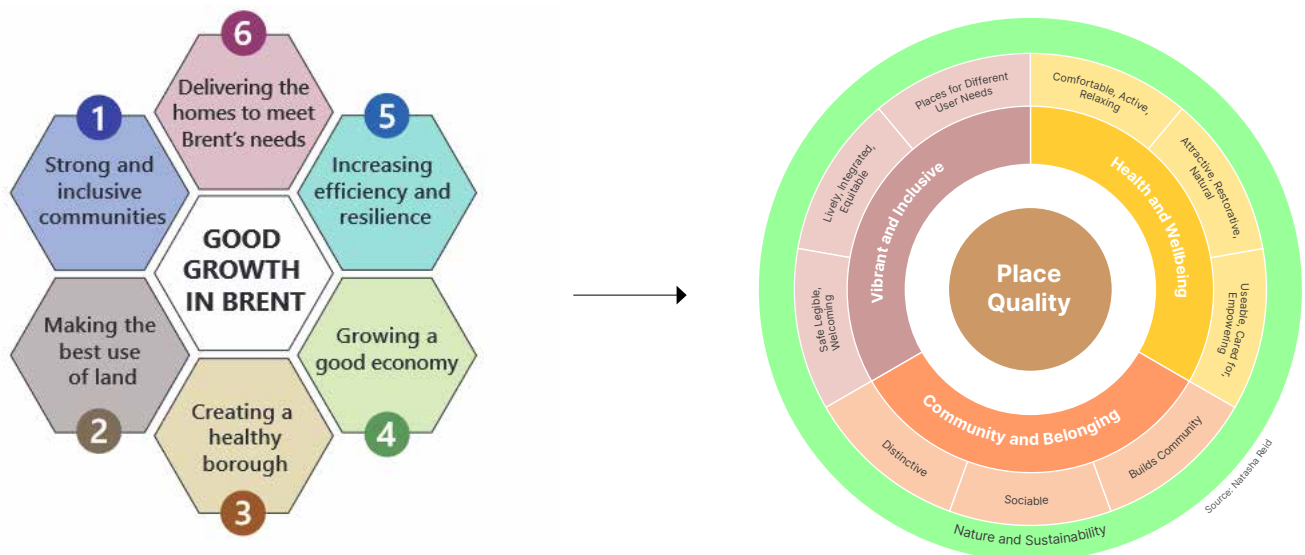 6
Delivering the
homes to meet
Brent's needs
1
Strong and
inclusive
communities
5
Increasing
efficiency and
resilience
GOOD
GROWTH
IN BRENT
Making the
best use
of land
2
Growing a
good economy
4
Creating a
healthy
borough
3
Place
Quality
Vibrant and Inclusive
Health and Wellbeing
Community and Belonging
Safe Legible,
Welcoming
Lively, Integrated,
Equitable
Places for Different
User Needs
Comfortable, Active,
Relaxing
Attractive, Restorative,
Natural
Useable, Cared for,
Empowering
Distinctive
Sociable
Builds Community
Nature and Sustainability
Source: Natasha Reid